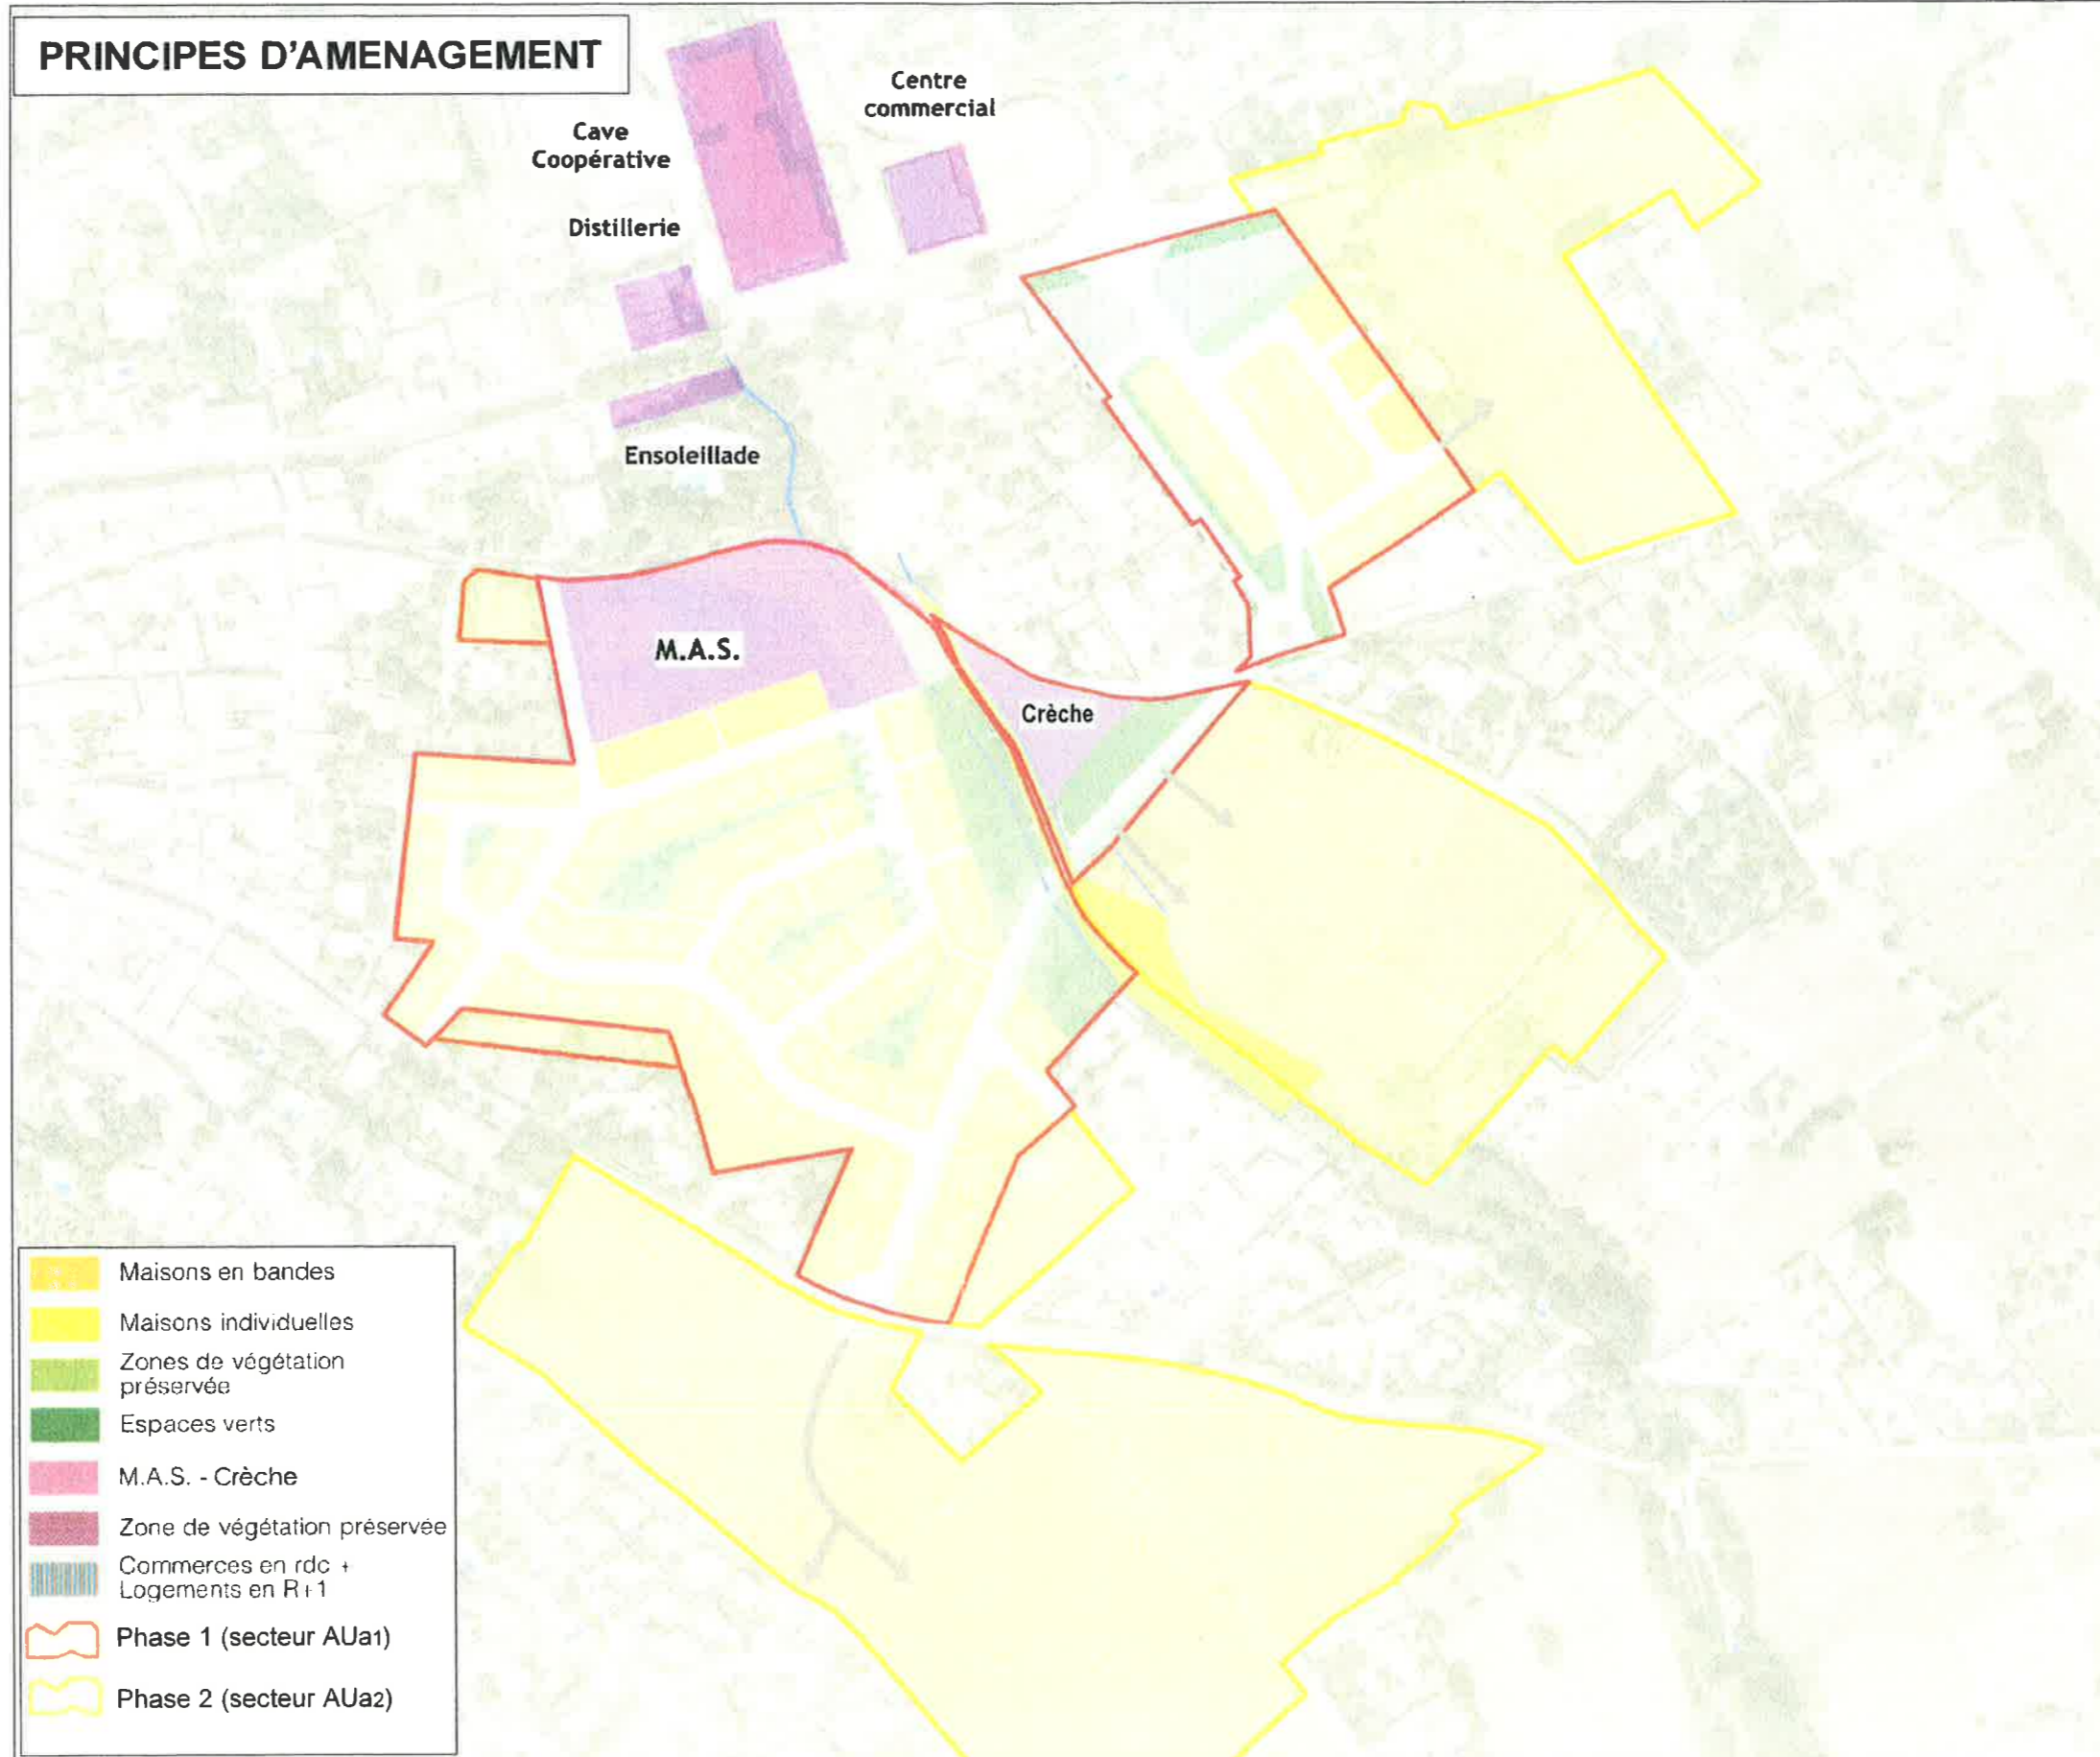 PRINCIPES D'AMENAGEMENT
Centre
commercial
Cave
Coopérative
Distillerie
Ensoleillade
M.A.S.
Crèche
Maisons en bandes
Maisons individuelles
Zones de végétation
préservée
Espaces verts
M.A.S. - Crèche
Zone de végétation préservée
Commerces en rdc +
Logements en R+1
Phase 1 (secteur AUa1)
Phase 2 (secteur AUa2)